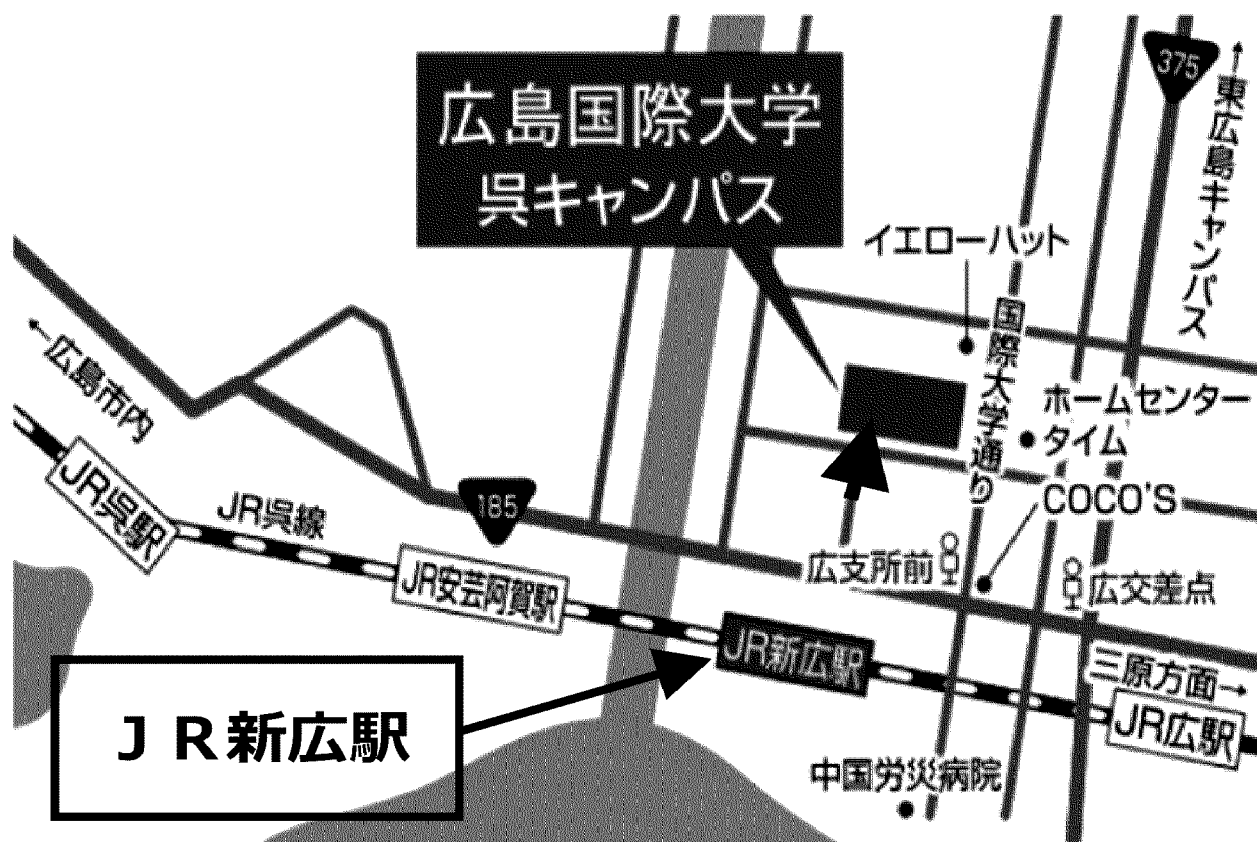 広島国際大学
呉キャンパス
375
←東広島キャンパス
イエローハット
国際大学通り
ホームセンター
タイム
COCO'S
←広島市内
JR呉駅
JR呉線
185
JR安芸阿賀駅
広支所前
広交差点
JR新広駅
三原方面→
JR広駅
JR新広駅
中国労災病院